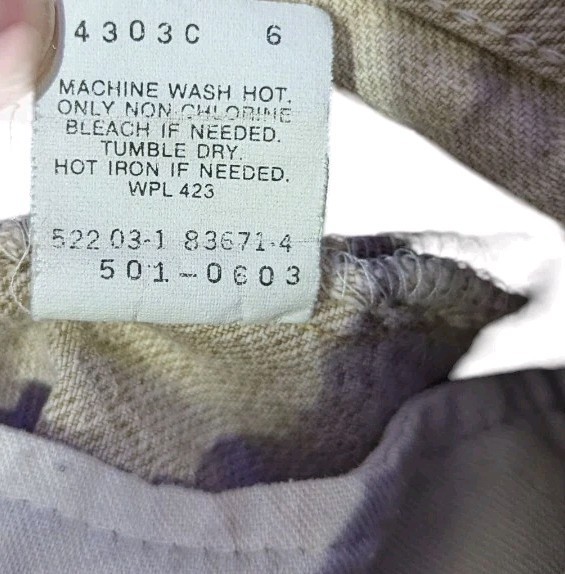 4303C 6
MACHINE WASH HOT.
ONLY NON-CHLORINE
BLEACH IF NEEDED.
TUMBLE DRY.
HOT IRON IF NEEDED.
WPL 423
522 03-1 83671-4
501-0603